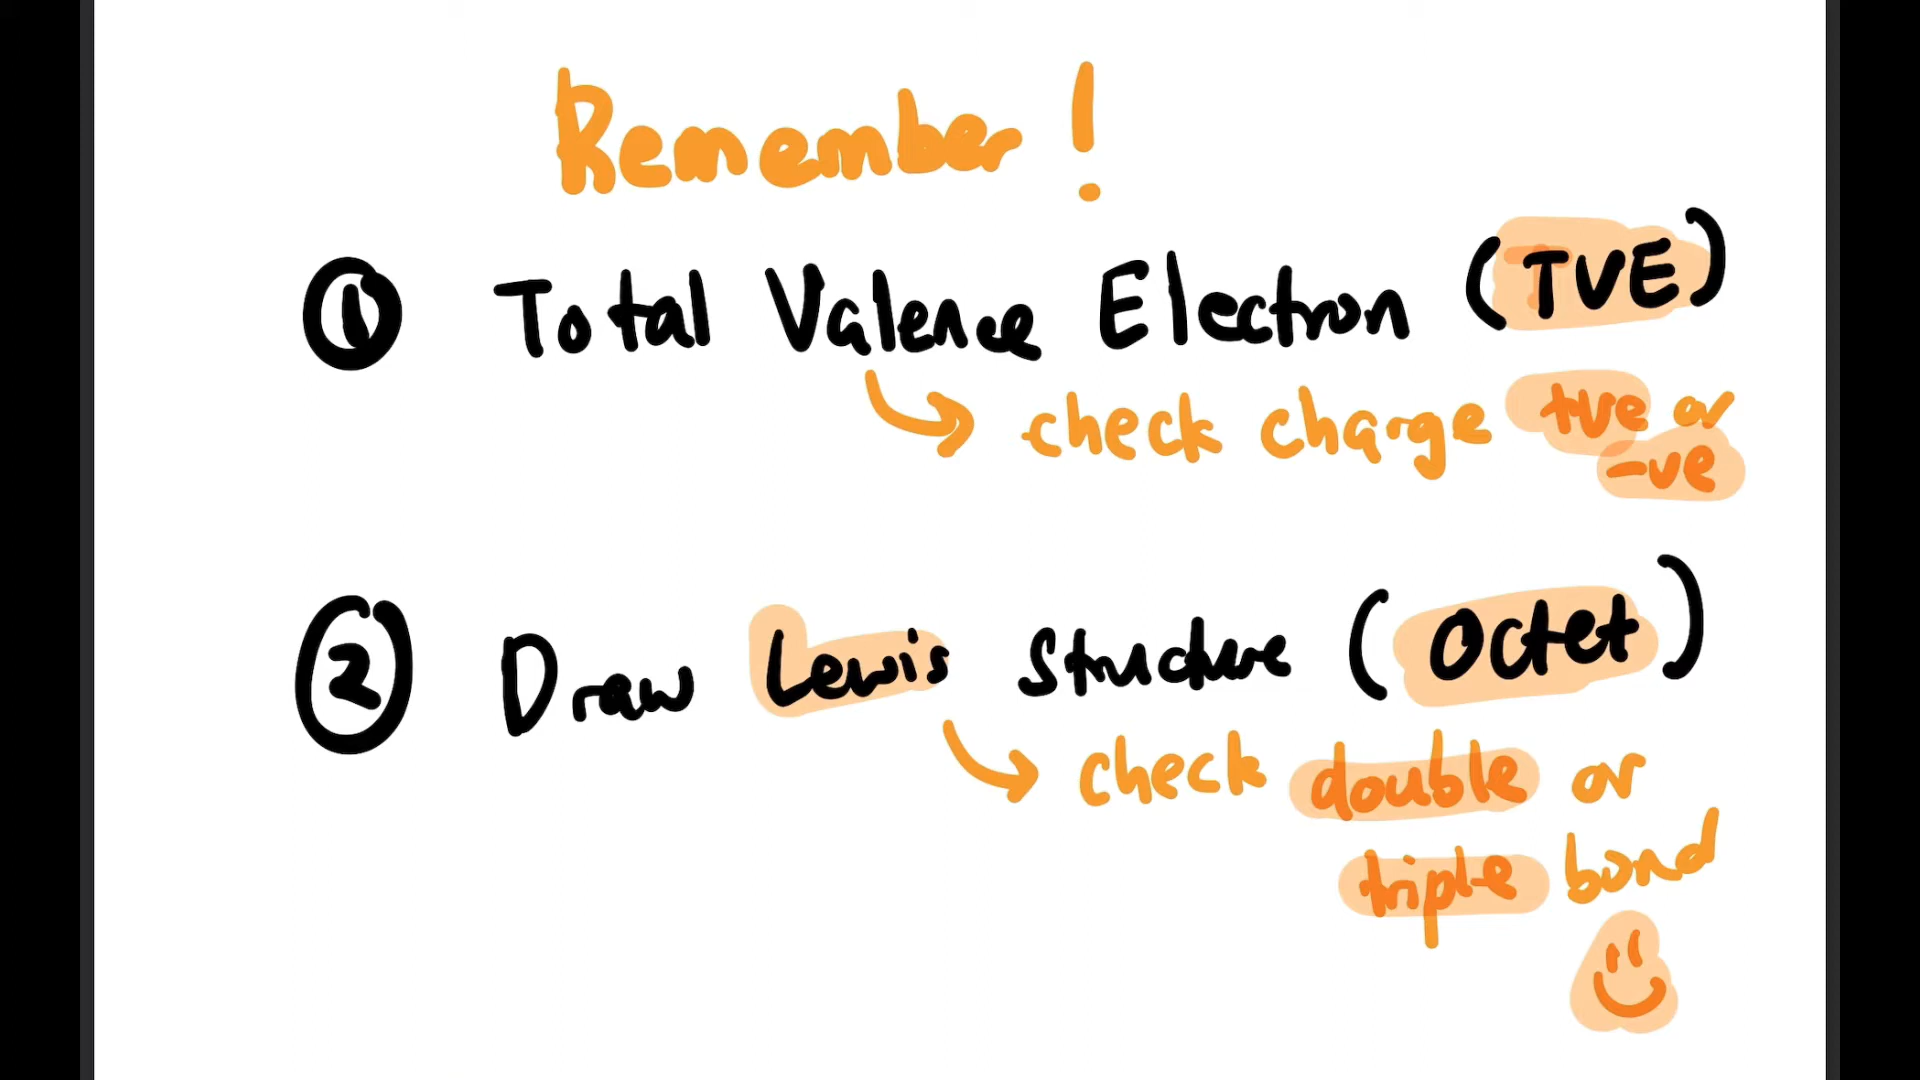 Remember!
① Total Valence Electron (TVE)
check charge +ve or
-ve
② Draw Lewis Structure (Octet)
check double or
triple bond